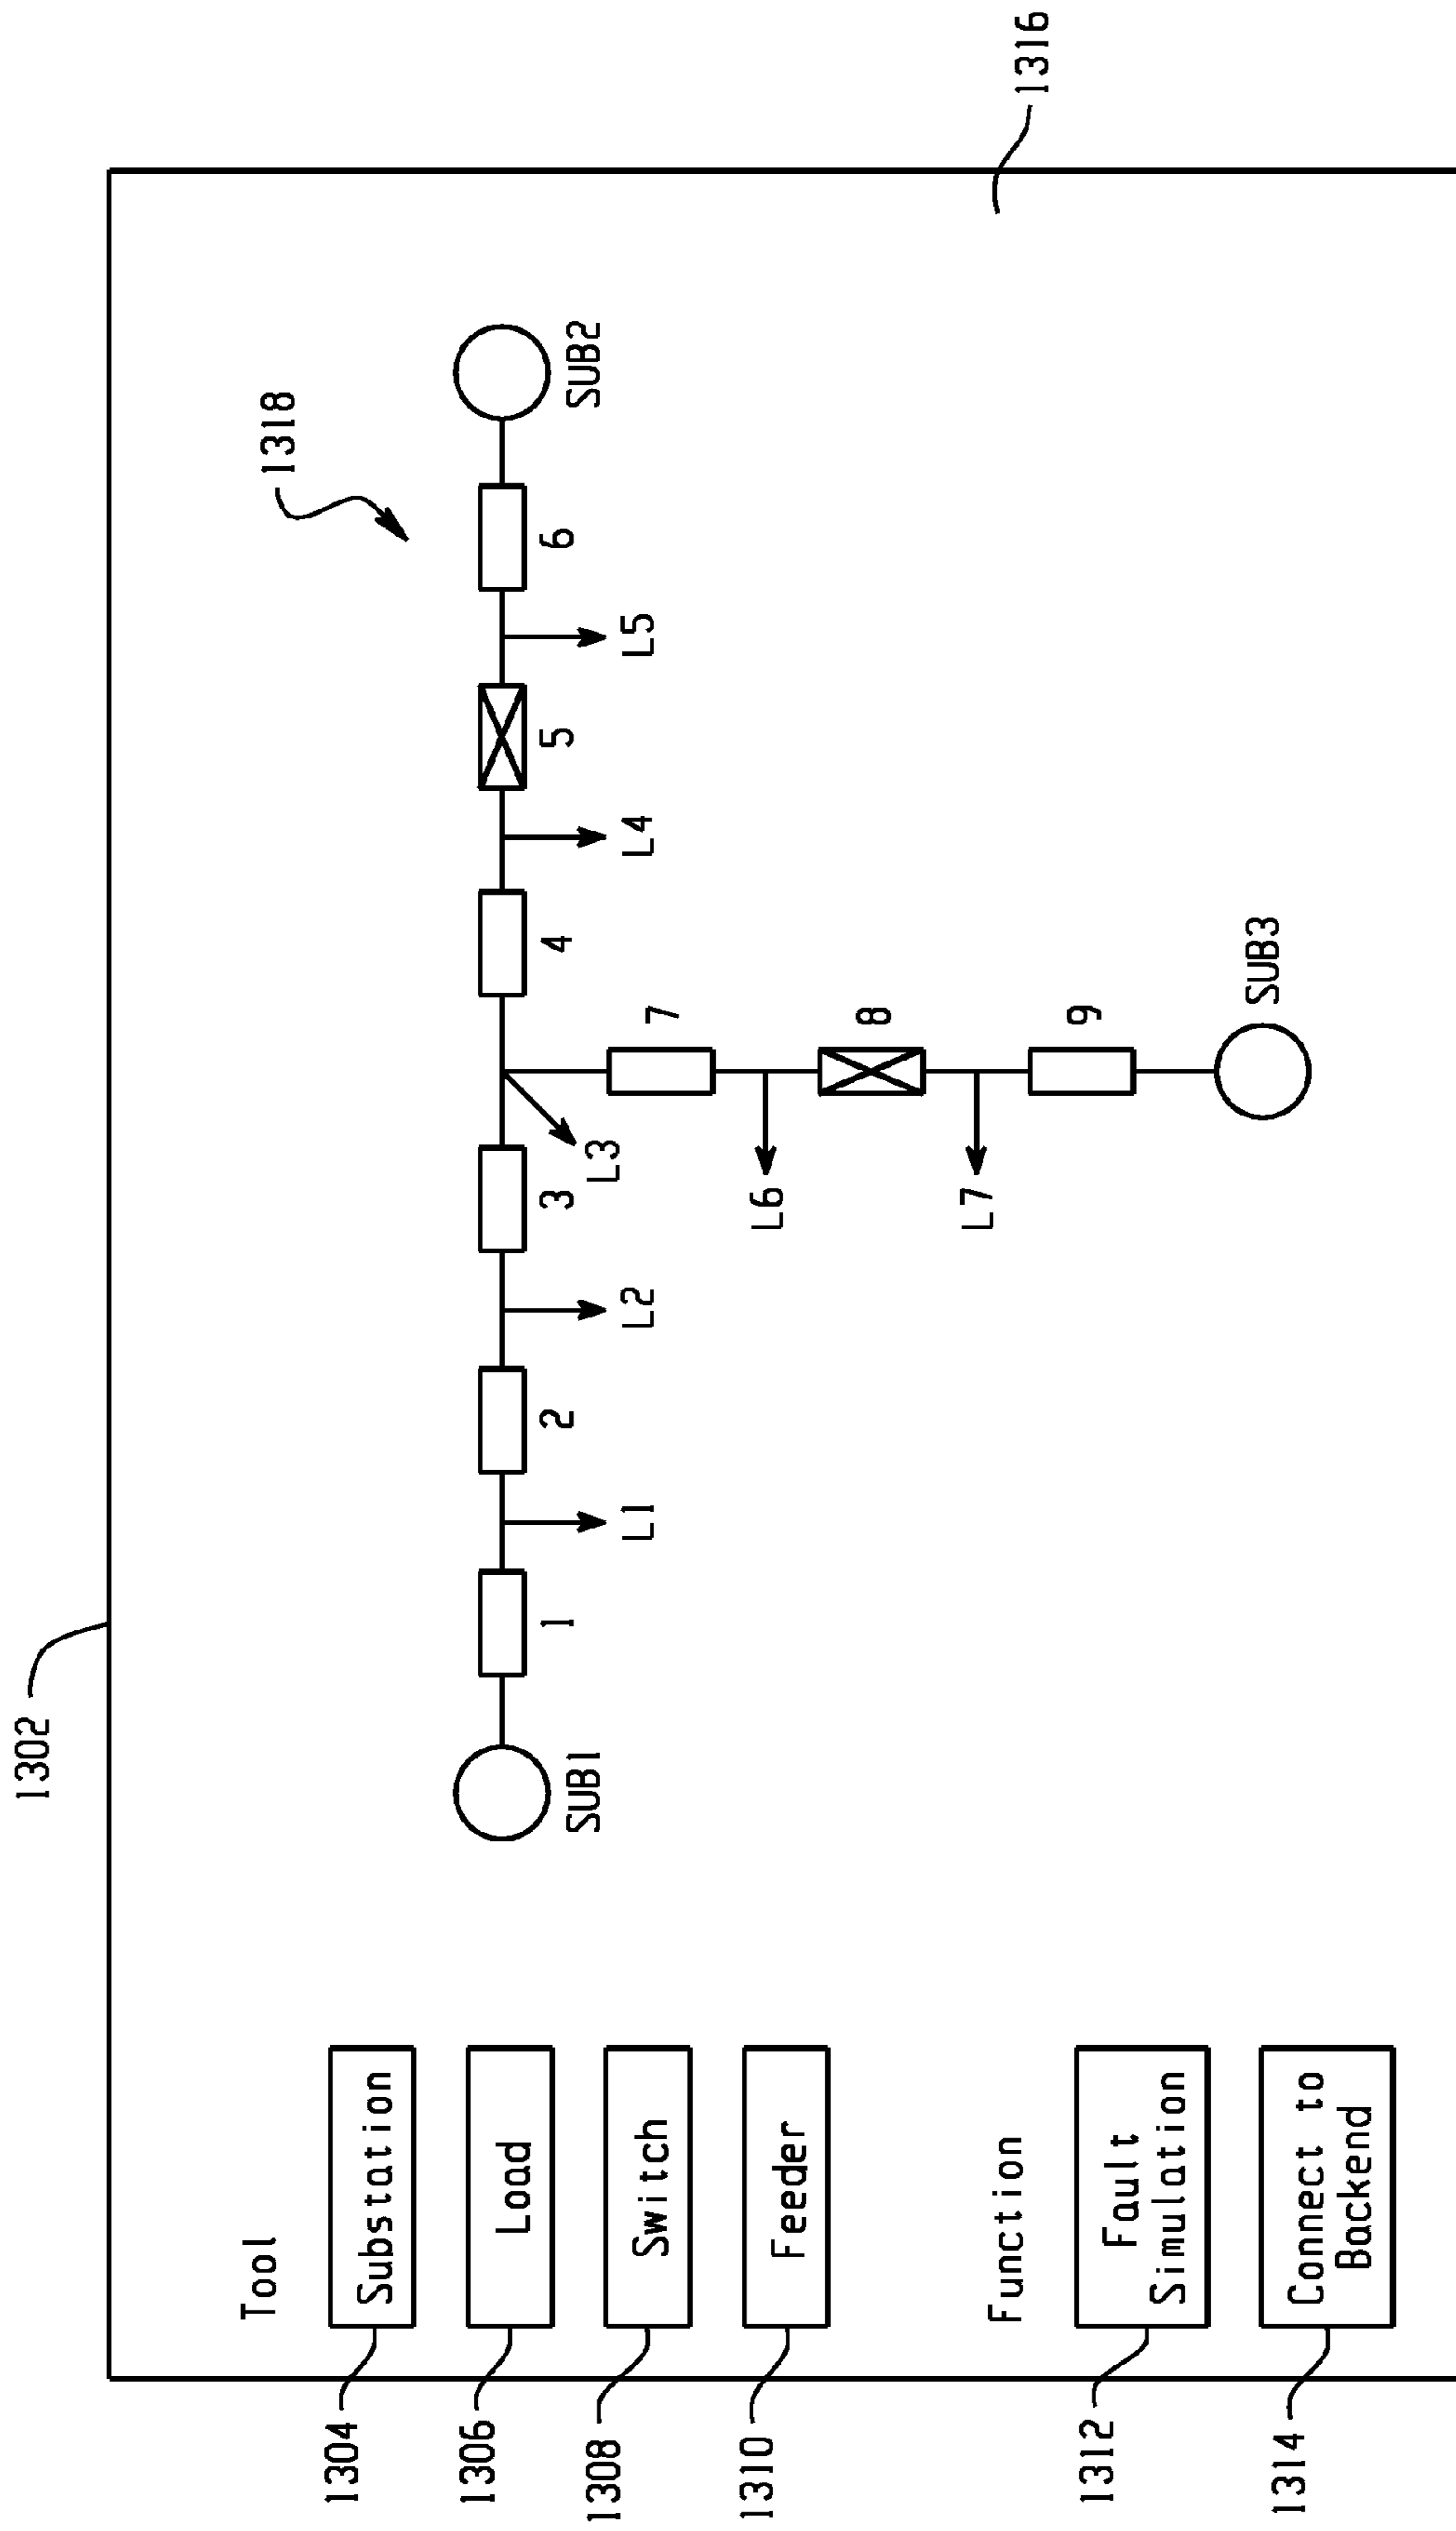 1302
Tool
1304
Substation
1306
Load
1308
Switch
1310
Feeder
Function
1312
Fault
Simulation
1314
Connect to
Backend
1318
SUB1
1
2
3
4
5
6
SUB2
L1
L2
L3
L4
L5
7
L6
8
L7
9
SUB3
1316